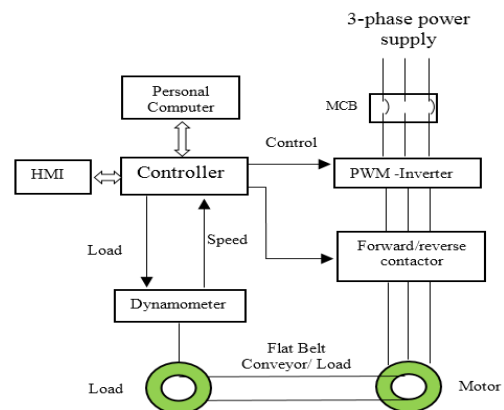 3-phase power
supply
Personal
Computer
MCB
Control
HMI
Controller
PWM -Inverter
Load
Speed
Forward/reverse
contactor
Dynamometer
Flat Belt
Conveyor/ Load
Load
Motor